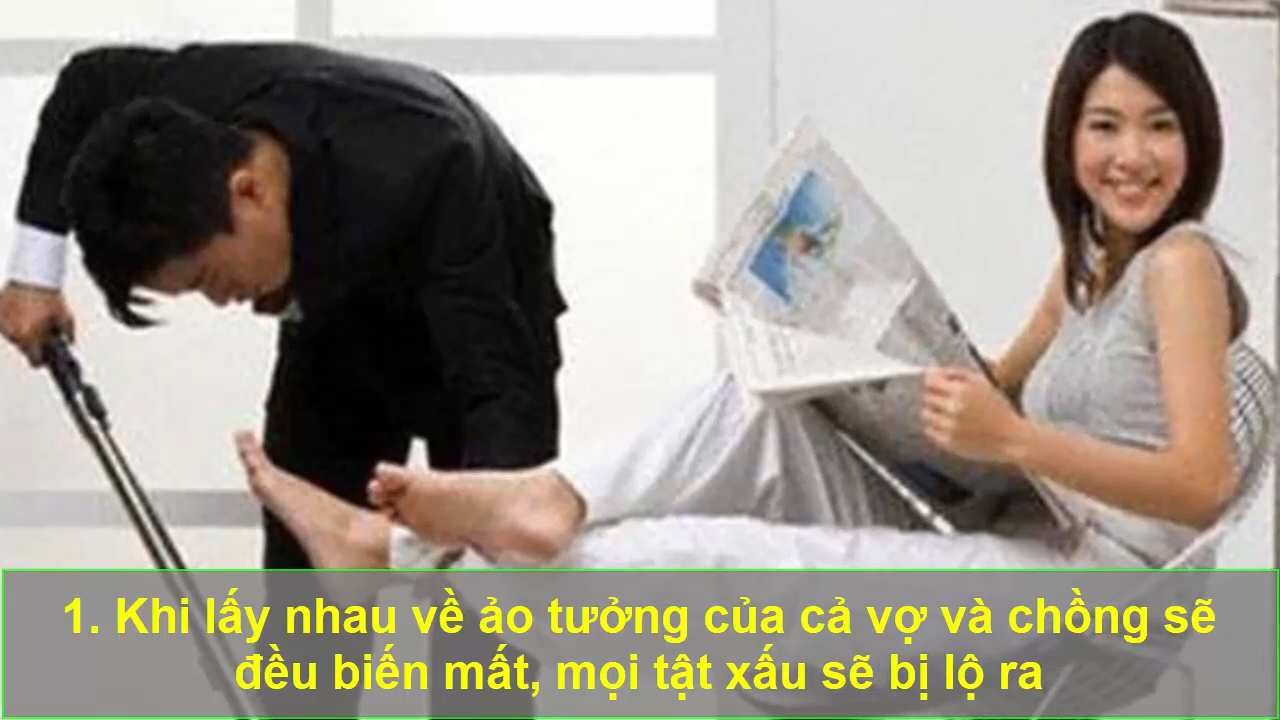 1. Khi lấy nhau về ảo tưởng của cả vợ và chồng sẽ
đều biến mất, mọi tật xấu sẽ bị lộ ra